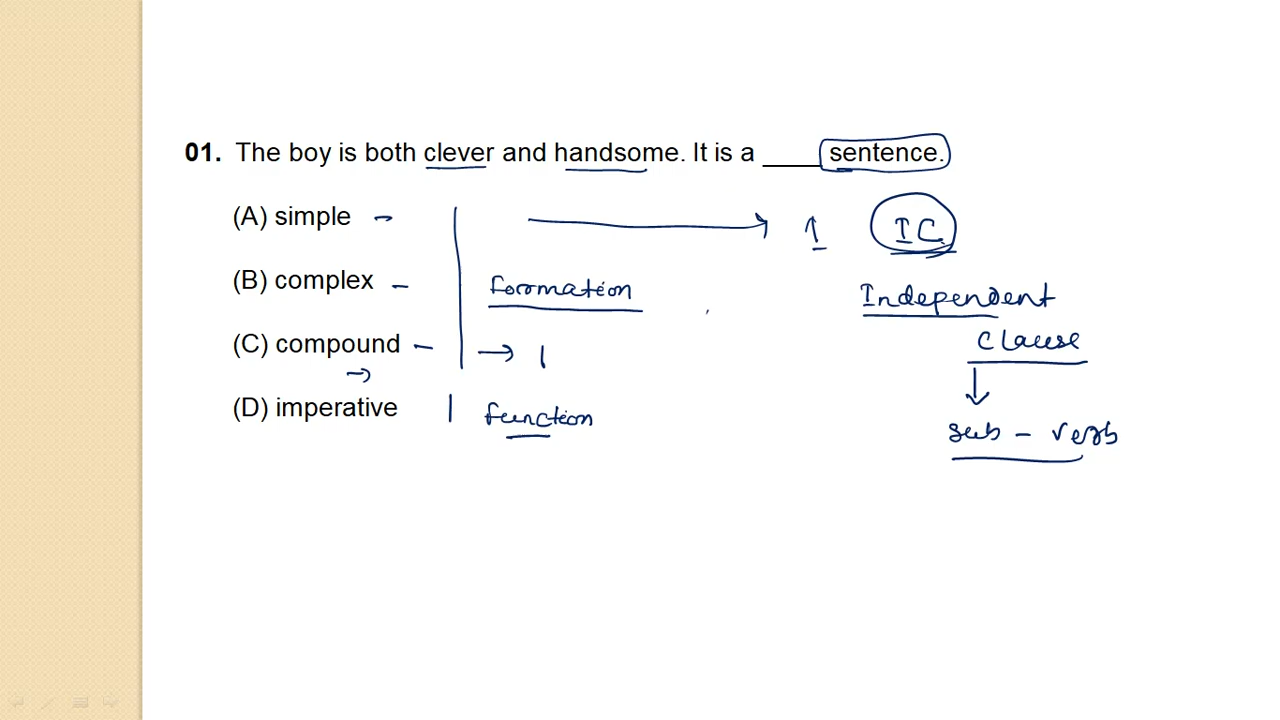 01. The boy is both clever and handsome. It is a ____ sentence.
(A) simple -
1 IC
(B) complex -
formation
Independent
clause
(C) compound -
→ 1
(D) imperative
function
sub - verb